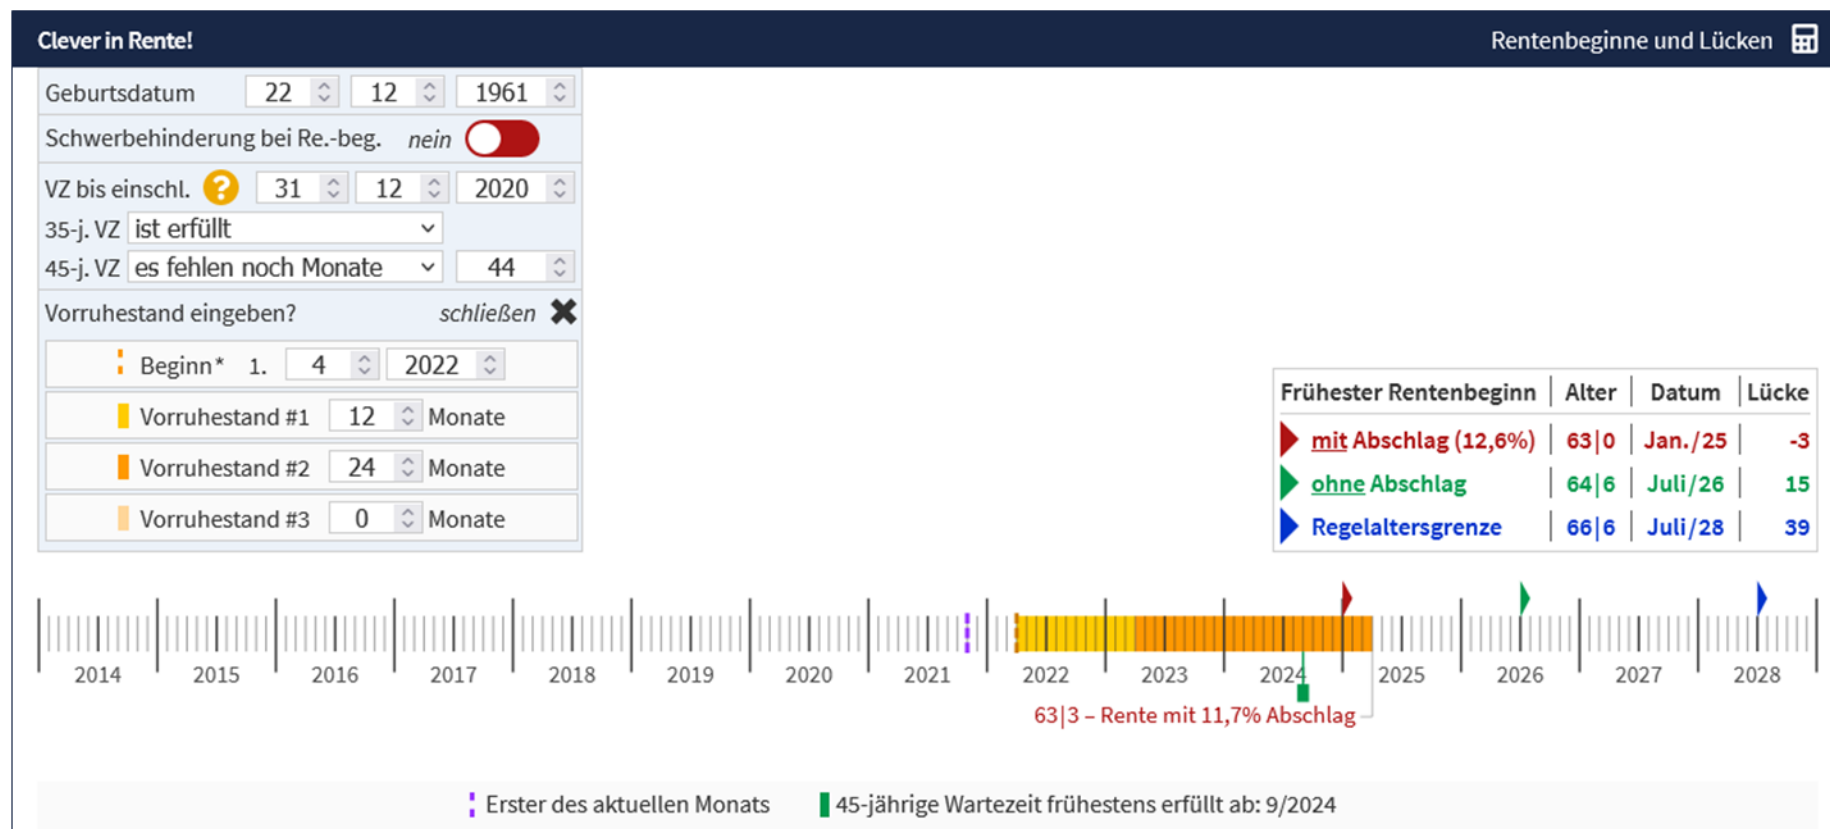 Clever in Rente!
Rentenbeginne und Lücken
Geburtsdatum 22 12 1961
Schwerbehinderung bei Re.-beg. nein
VZ bis einschl. ? 31 12 2020
35-j. VZ ist erfüllt
45-j. VZ es fehlen noch Monate 44
Vorruhestand eingeben? schließen ✖
Beginn* 1. 4 2022
Vorruhestand #1 12 Monate
Vorruhestand #2 24 Monate
Vorruhestand #3 0 Monate
Frühester Rentenbeginn | Alter | Datum | Lücke
mit Abschlag (12,6%) | 63|0 | Jan./25 | -3
ohne Abschlag | 64|6 | Juli/26 | 15
Regelaltersgrenze | 66|6 | Juli/28 | 39
2014 2015 2016 2017 2018 2019 2020 2021 2022 2023 2024 2025 2026 2027 2028
63|3 – Rente mit 11,7% Abschlag
Erster des aktuellen Monats
45-jährige Wartezeit frühestens erfüllt ab: 9/2024